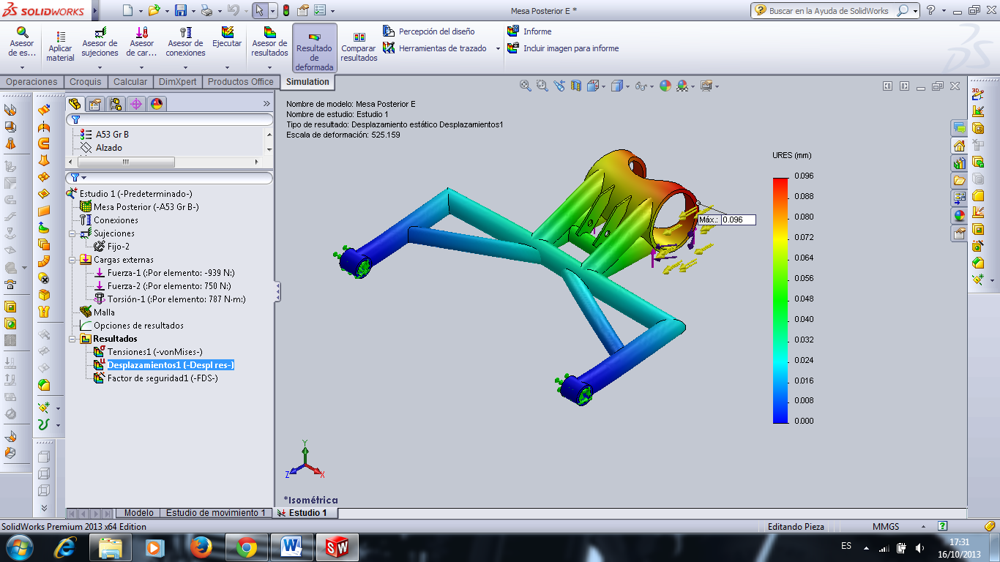 SOLIDWORKS
Mesa Posterior E *
Buscar en la Ayuda de SolidWorks
Asesor de es...
Aplicar material
Asesor de sujeciones
Asesor de car...
Asesor de conexiones
Ejecutar
Asesor de resultados
Resultado de deformada
Comparar resultados
Percepción del diseño
Herramientas de trazado
Informe
Incluir imagen para informe
Operaciones
Croquis
Calcular
DimXpert
Productos Office
Simulation
A53 Gr B
Alzado
Estudio 1 (-Predeterminado-)
Mesa Posterior (-A53 Gr B-)
Conexiones
Sujeciones
Fijo-2
Cargas externas
Fuerza-1 (:Por elemento: -939 N:)
Fuerza-2 (:Por elemento: 750 N:)
Torsión-1 (:Por elemento: 787 N·m:)
Malla
Opciones de resultados
Resultados
Tensiones1 (-vonMises-)
Desplazamientos1 (-Despl res-)
Factor de seguridad1 (-FDS-)
Nombre de modelo: Mesa Posterior E
Nombre de estudio: Estudio 1
Tipo de resultado: Desplazamiento estático Desplazamientos1
Escala de deformación: 525.159
URES (mm)
0.096
0.088
0.080
0.072
0.064
0.056
0.048
0.040
0.032
0.024
0.016
0.008
0.000
Máx.: 0.096
Y
Z
X
*Isométrica
Modelo
Estudio de movimiento 1
Estudio 1
SolidWorks Premium 2013 x64 Edition
Editando Pieza
MMGS
ES
17:31
16/10/2013